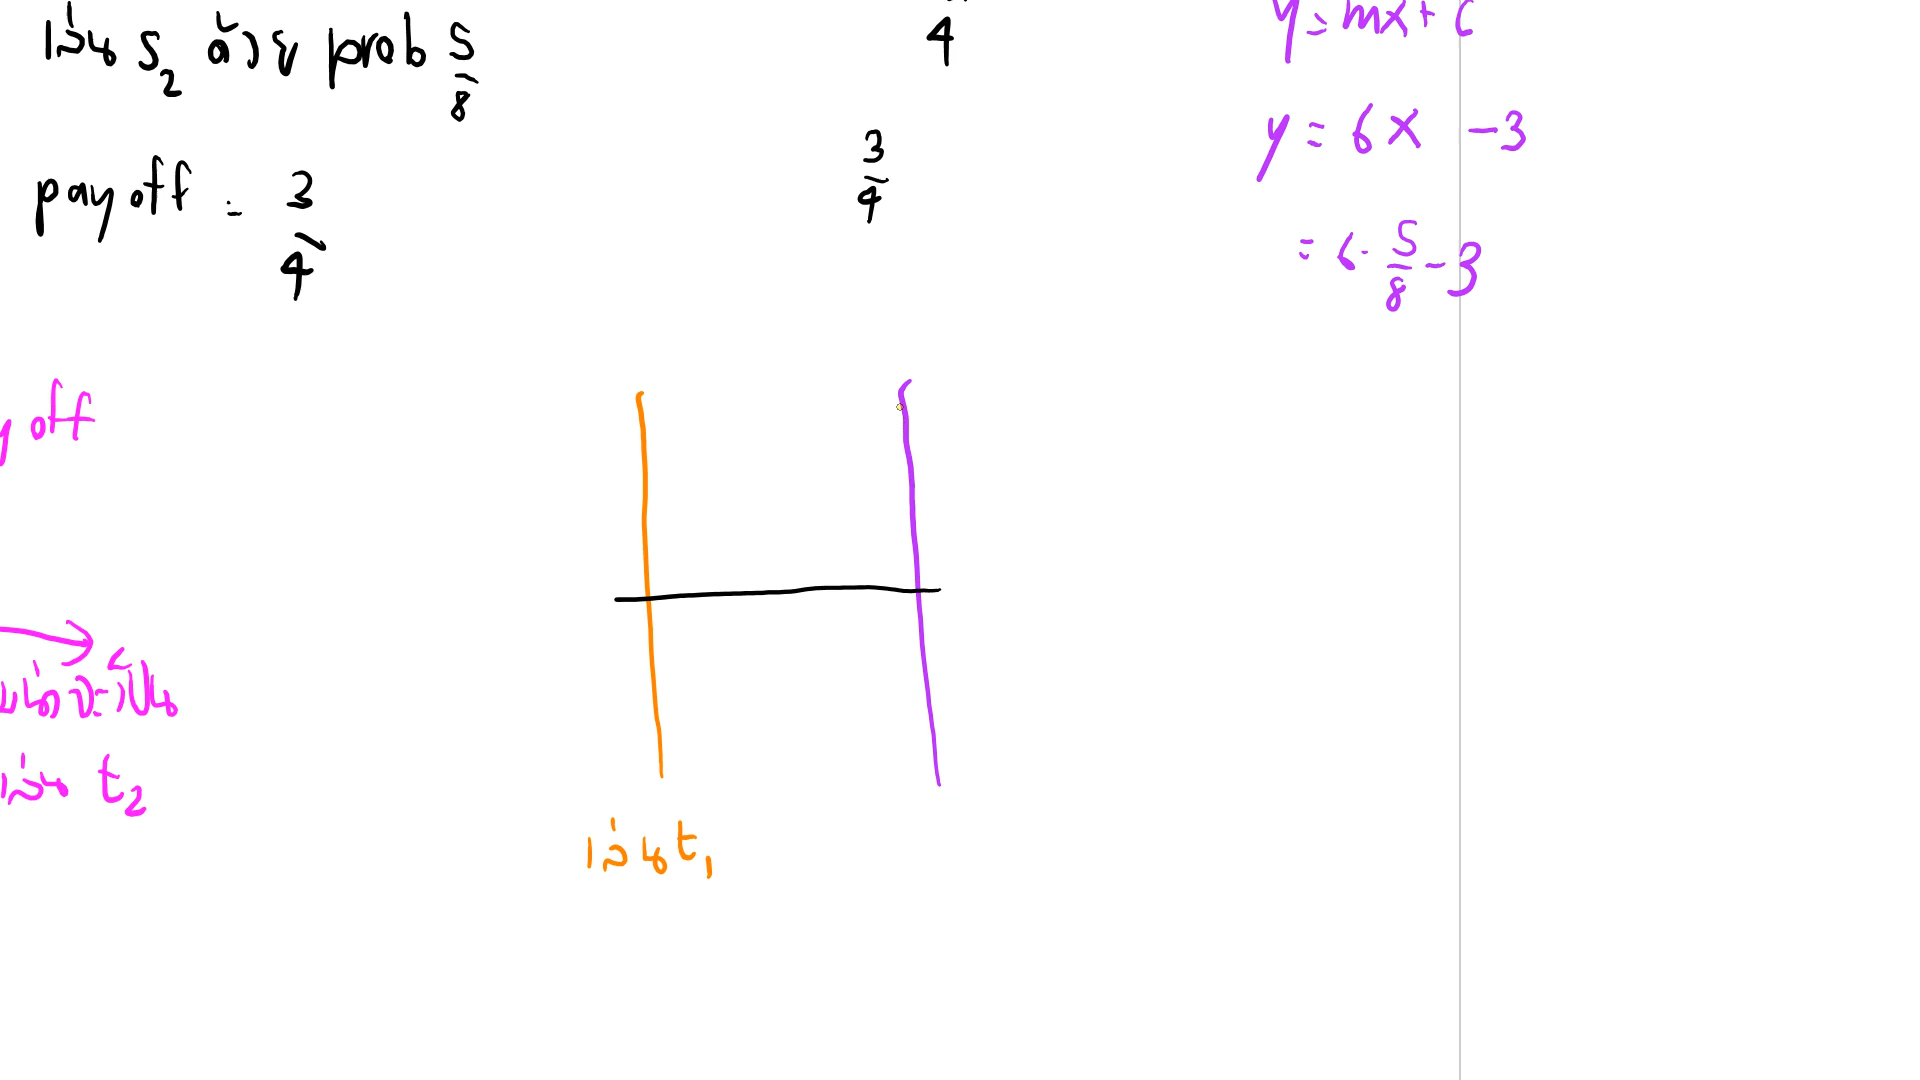 เล่น s₂ ด้วย prob 5/8
4
y = mx + c
y = 6x - 3
3/4
payoff = 3/4
= 6 · 5/8 - 3
off
เล่น t₂
เล่น t₁